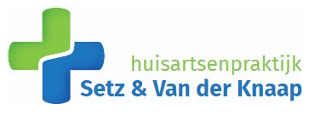 huisartsenpraktijk
Setz & Van der Knaap